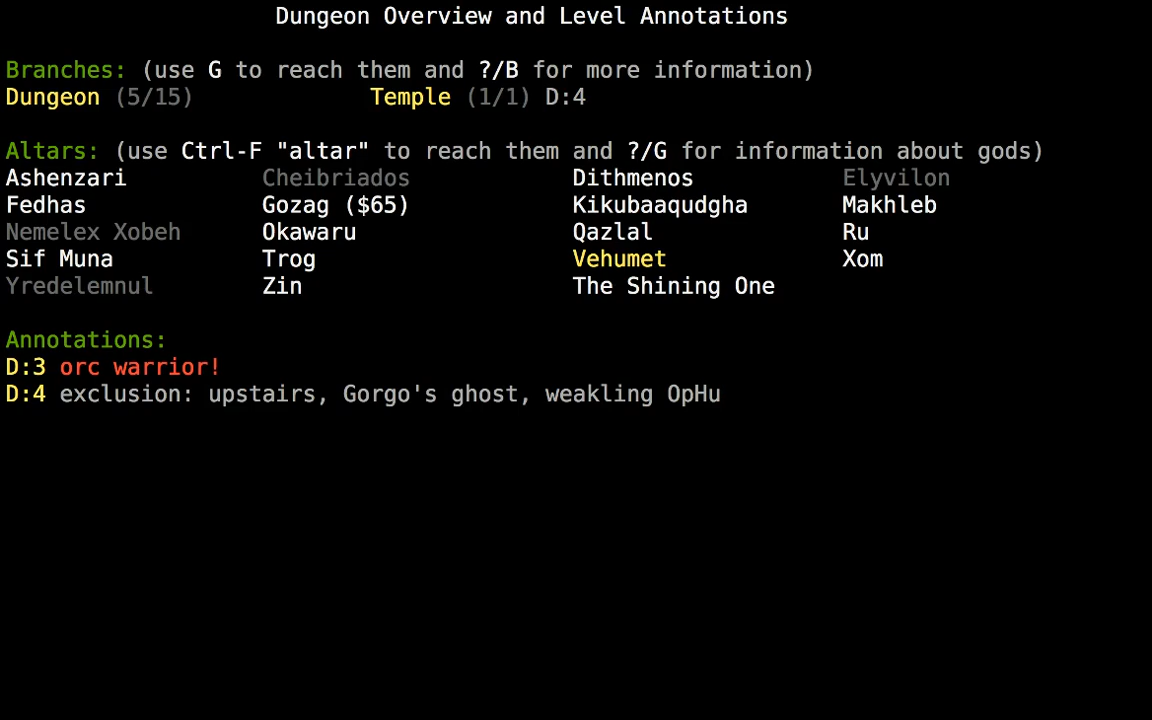 Dungeon Overview and Level Annotations
Branches: (use G to reach them and ?/B for more information)
Dungeon (5/15) Temple (1/1) D:4
Altars: (use Ctrl-F "altar" to reach them and ?/G for information about gods)
Ashenzari Cheibriados Dithmenos Elyvilon
Fedhas Gozag ($65) Kikubaaqudgha Makhleb
Nemelex Xobeh Okawaru Qazlal Ru
Sif Muna Trog Vehumet Xom
Yredelemnul Zin The Shining One
Annotations:
D:3 orc warrior!
D:4 exclusion: upstairs, Gorgo's ghost, weakling OpHu